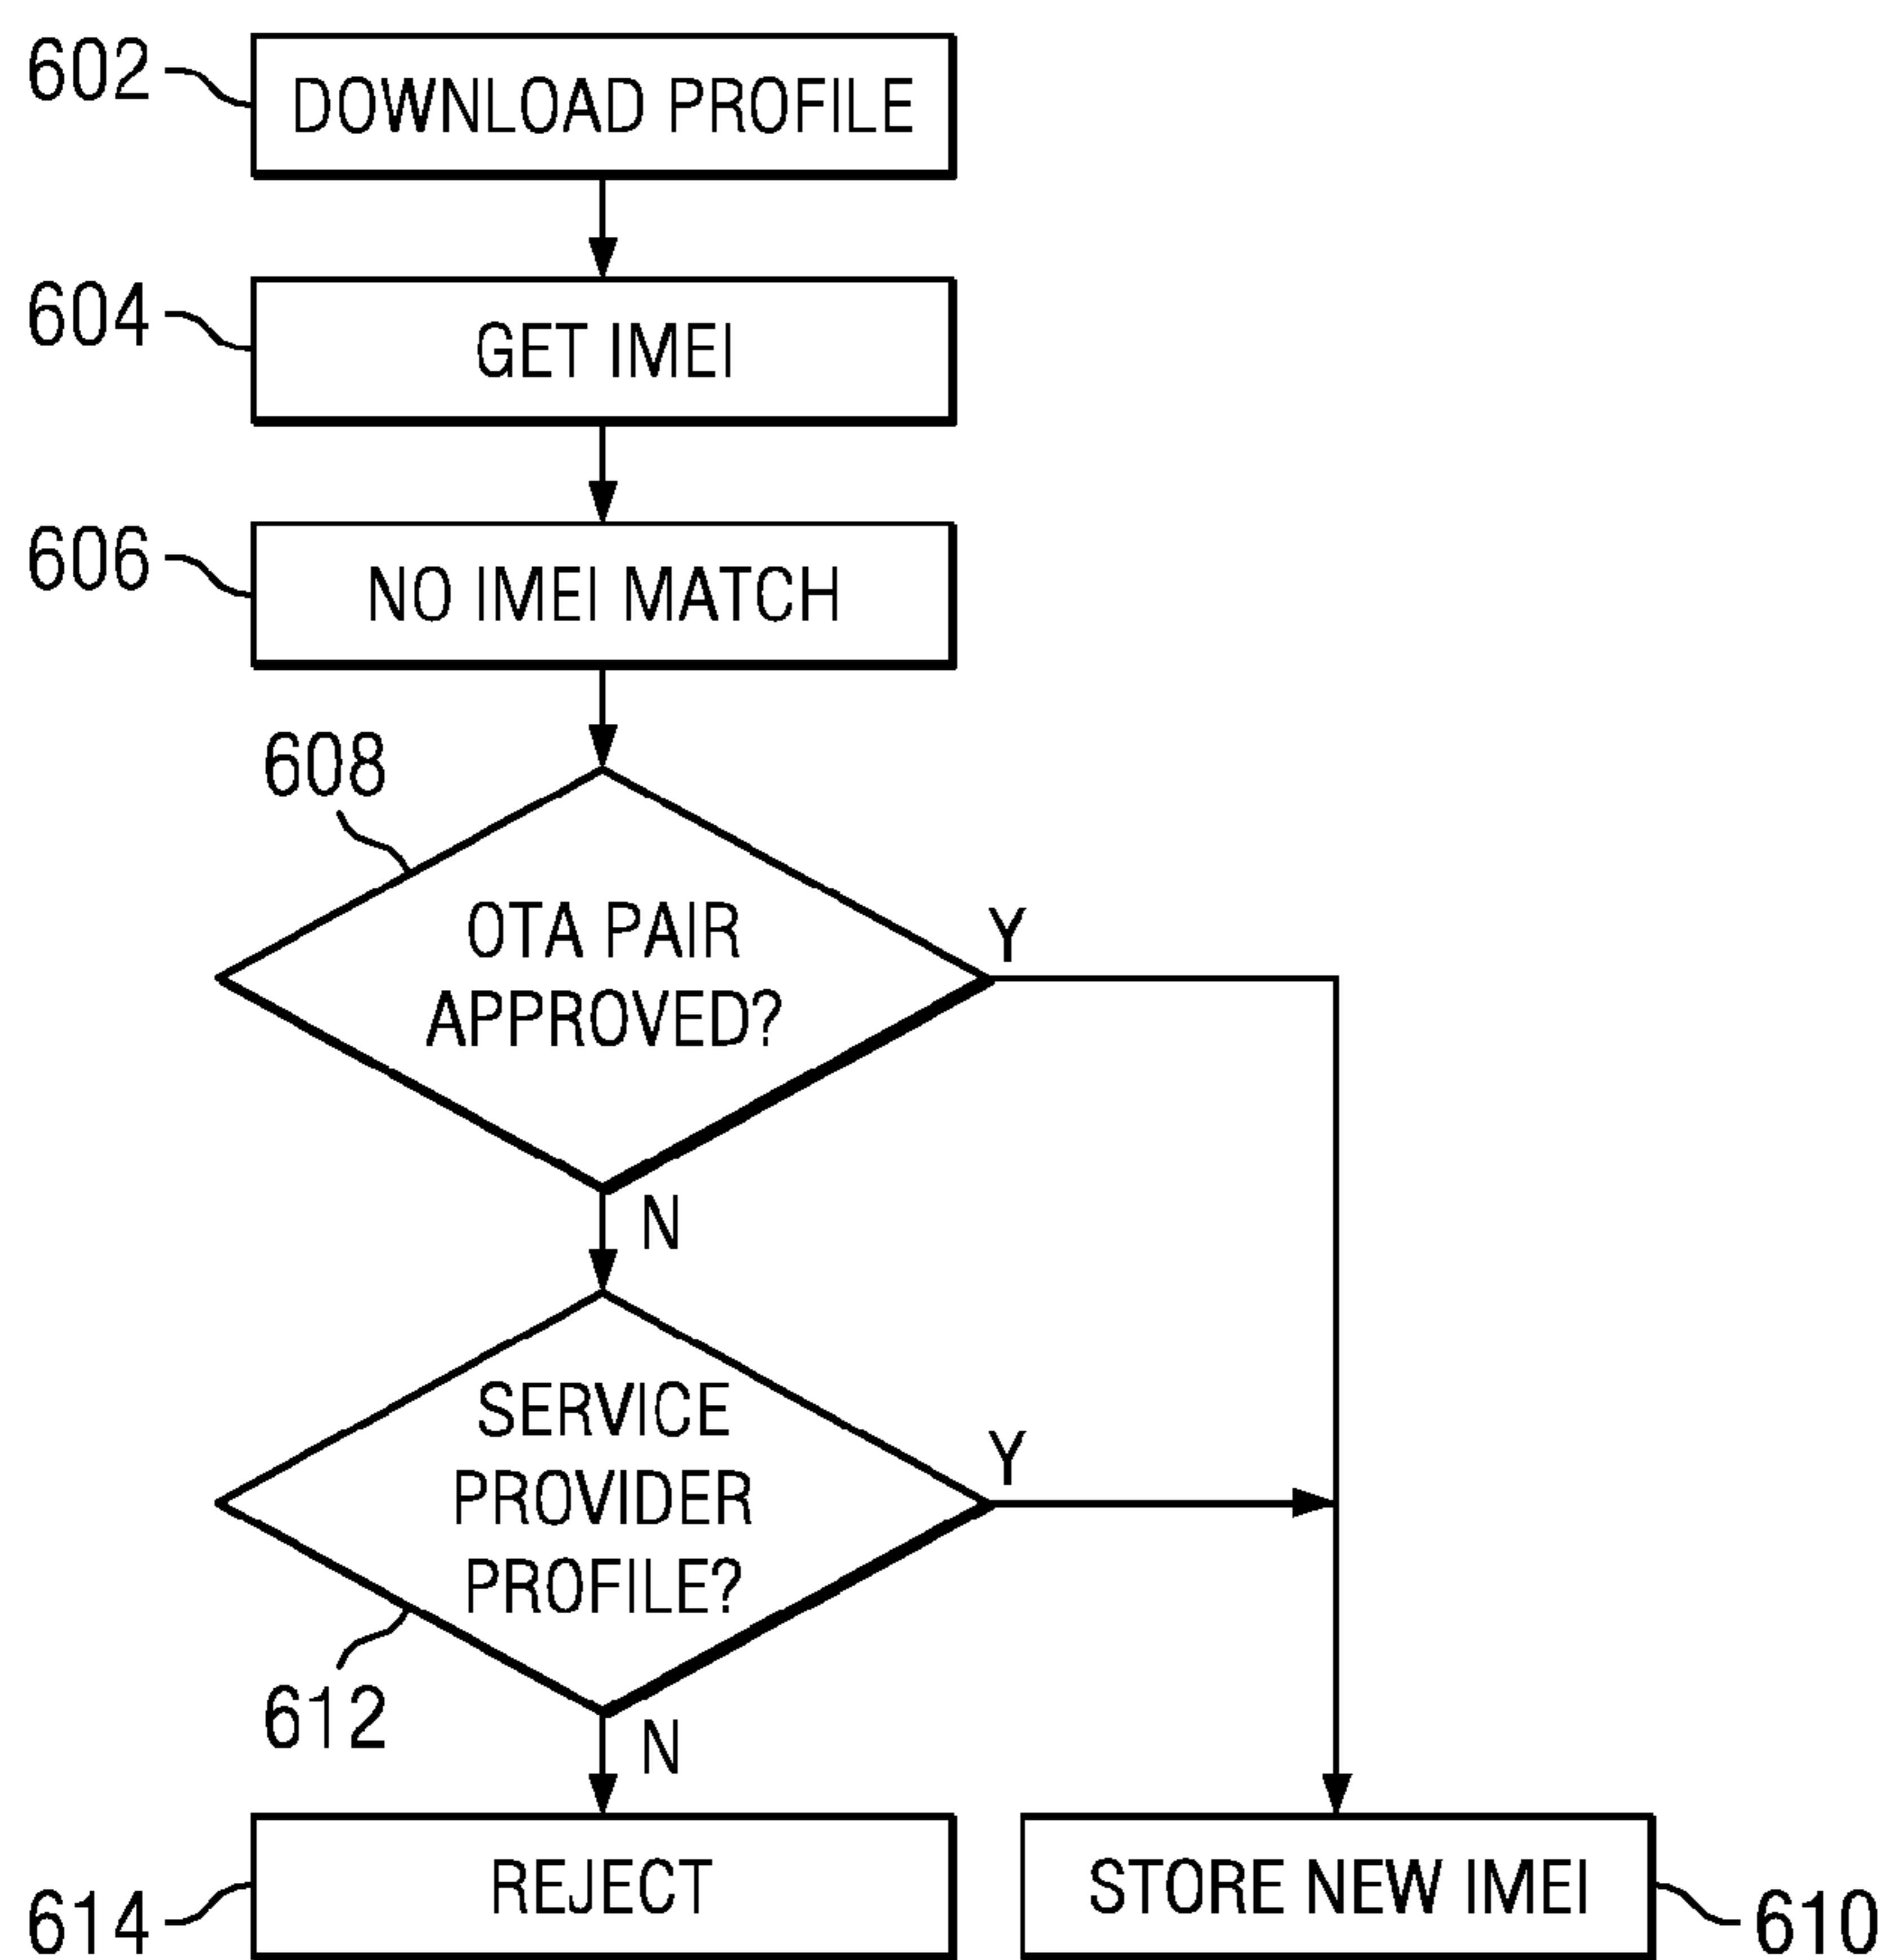 602
DOWNLOAD PROFILE
604
GET IMEI
606
NO IMEI MATCH
608
OTA PAIR
APPROVED?
Y
N
SERVICE
PROVIDER
PROFILE?
Y
612
N
614
REJECT
STORE NEW IMEI
610